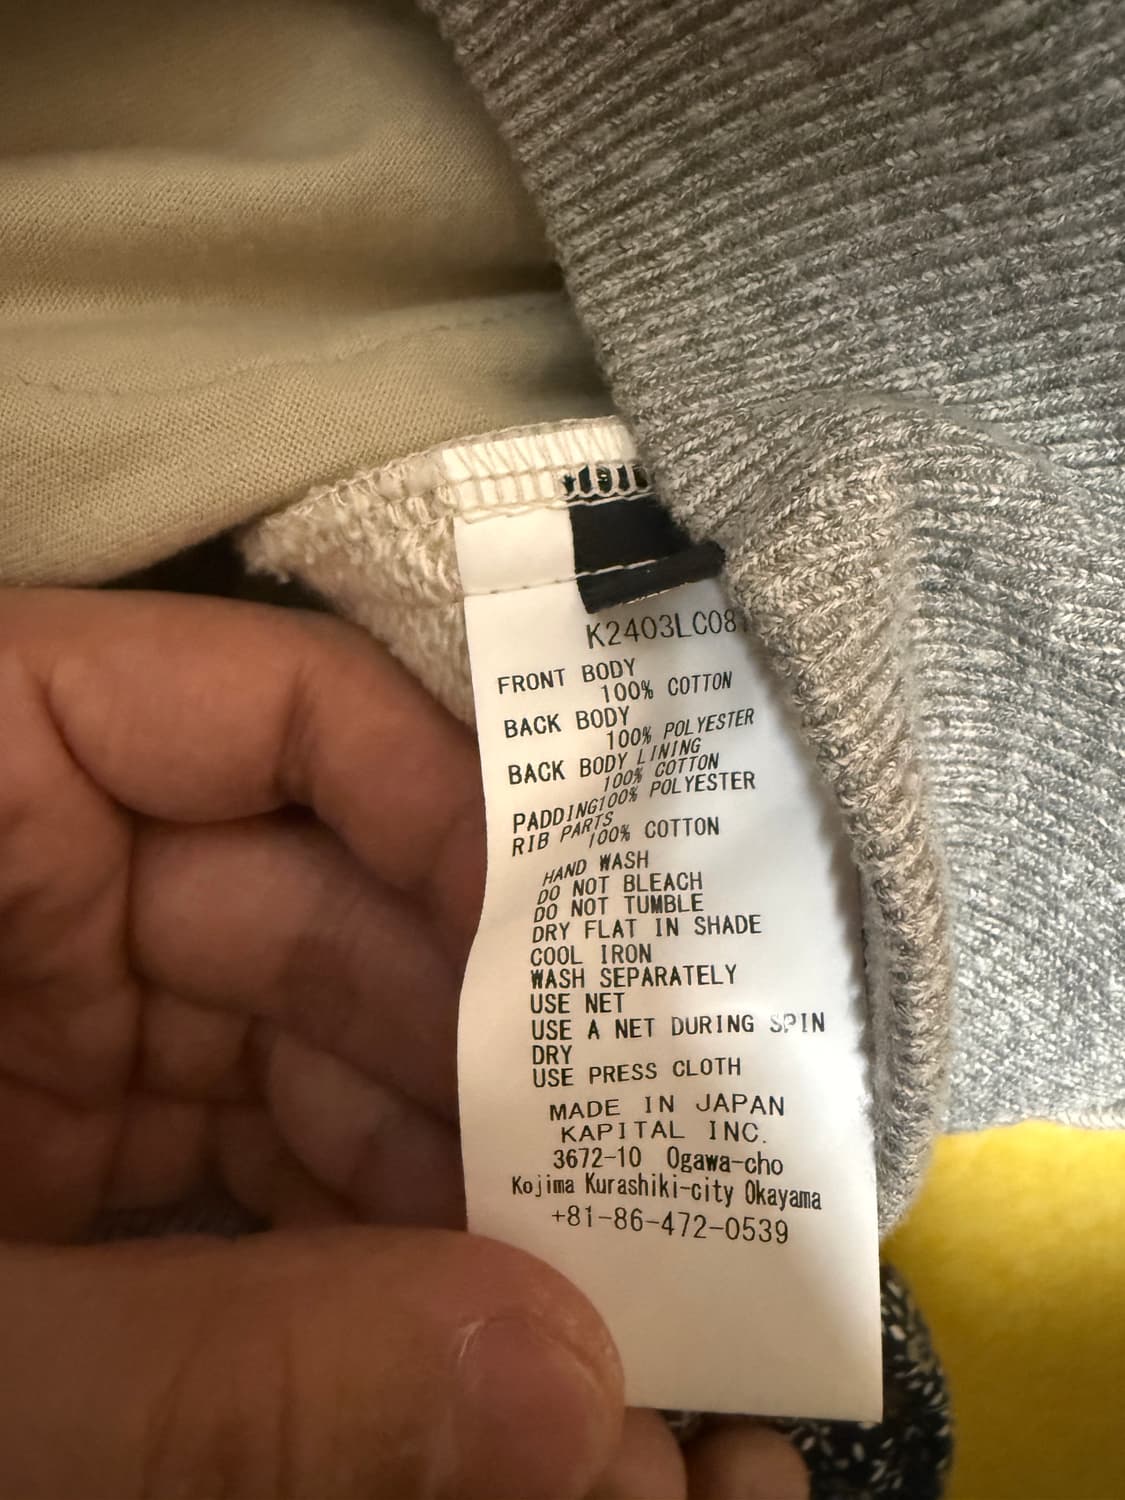 K2403LC08
FRONT BODY
100% COTTON
BACK BODY
100% POLYESTER
BACK BODY LINING
100% COTTON
PADDING100% POLYESTER
RIB PARTS
100% COTTON
HAND WASH
DO NOT BLEACH
DO NOT TUMBLE
DRY FLAT IN SHADE
COOL IRON
WASH SEPARATELY
USE NET
USE A NET DURING SPIN
DRY
USE PRESS CLOTH
MADE IN JAPAN
KAPITAL INC.
3672-10 Ogawa-cho
Kojima Kurashiki-city Okayama
+81-86-472-0539